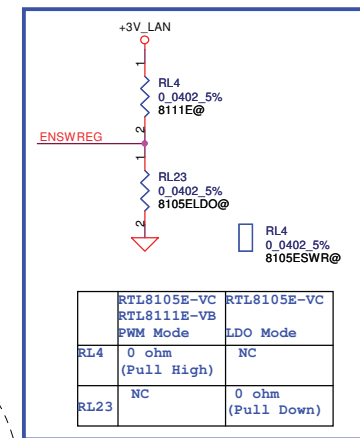 +3V_LAN
1
RL4
0_0402_5%
8111E@
2
ENSWREG
1
RL23
0_0402_5%
8105ELDO@
2
RL4
0_0402_5%
8105ESWR@
RTL8105E-VC RTL8105E-VC
RTL8111E-VB
PWM Mode LDO Mode
RL4 0 ohm NC
(Pull High)
RL23 NC 0 ohm
(Pull Down)